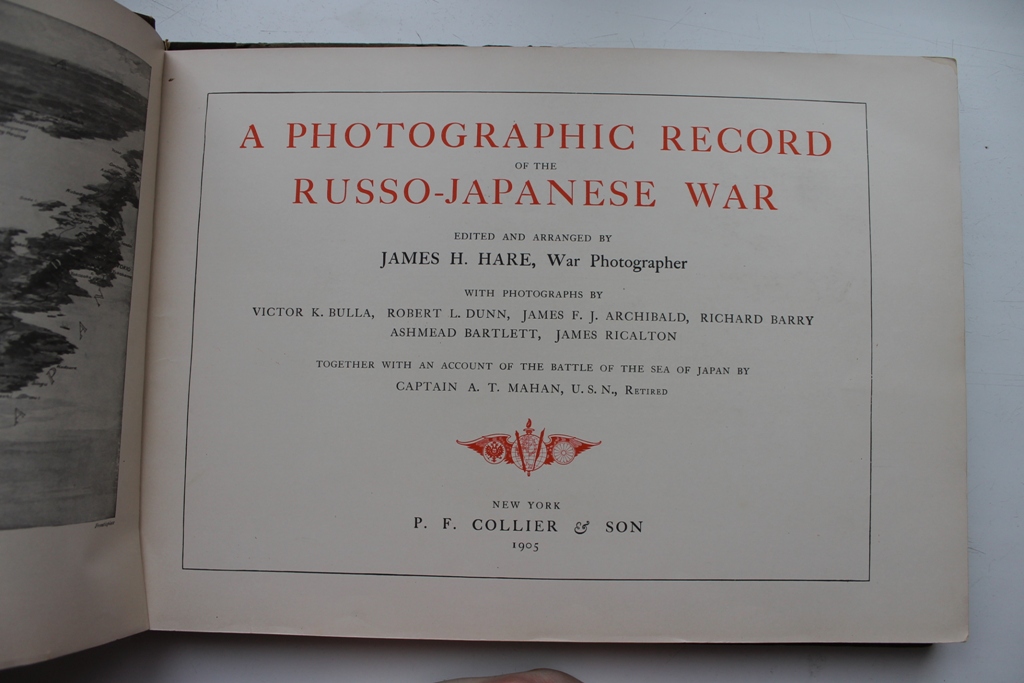 A PHOTOGRAPHIC RECORD
OF THE
RUSSO-JAPANESE WAR
EDITED AND ARRANGED BY
JAMES H. HARE, War Photographer
WITH PHOTOGRAPHS BY
VICTOR K. BULLA, ROBERT L. DUNN, JAMES F. J. ARCHIBALD, RICHARD BARRY
ASHMEAD BARTLETT, JAMES RICALTON
TOGETHER WITH AN ACCOUNT OF THE BATTLE OF THE SEA OF JAPAN BY
CAPTAIN A. T. MAHAN, U. S. N., RETIRED
NEW YORK
P. F. COLLIER & SON
1905